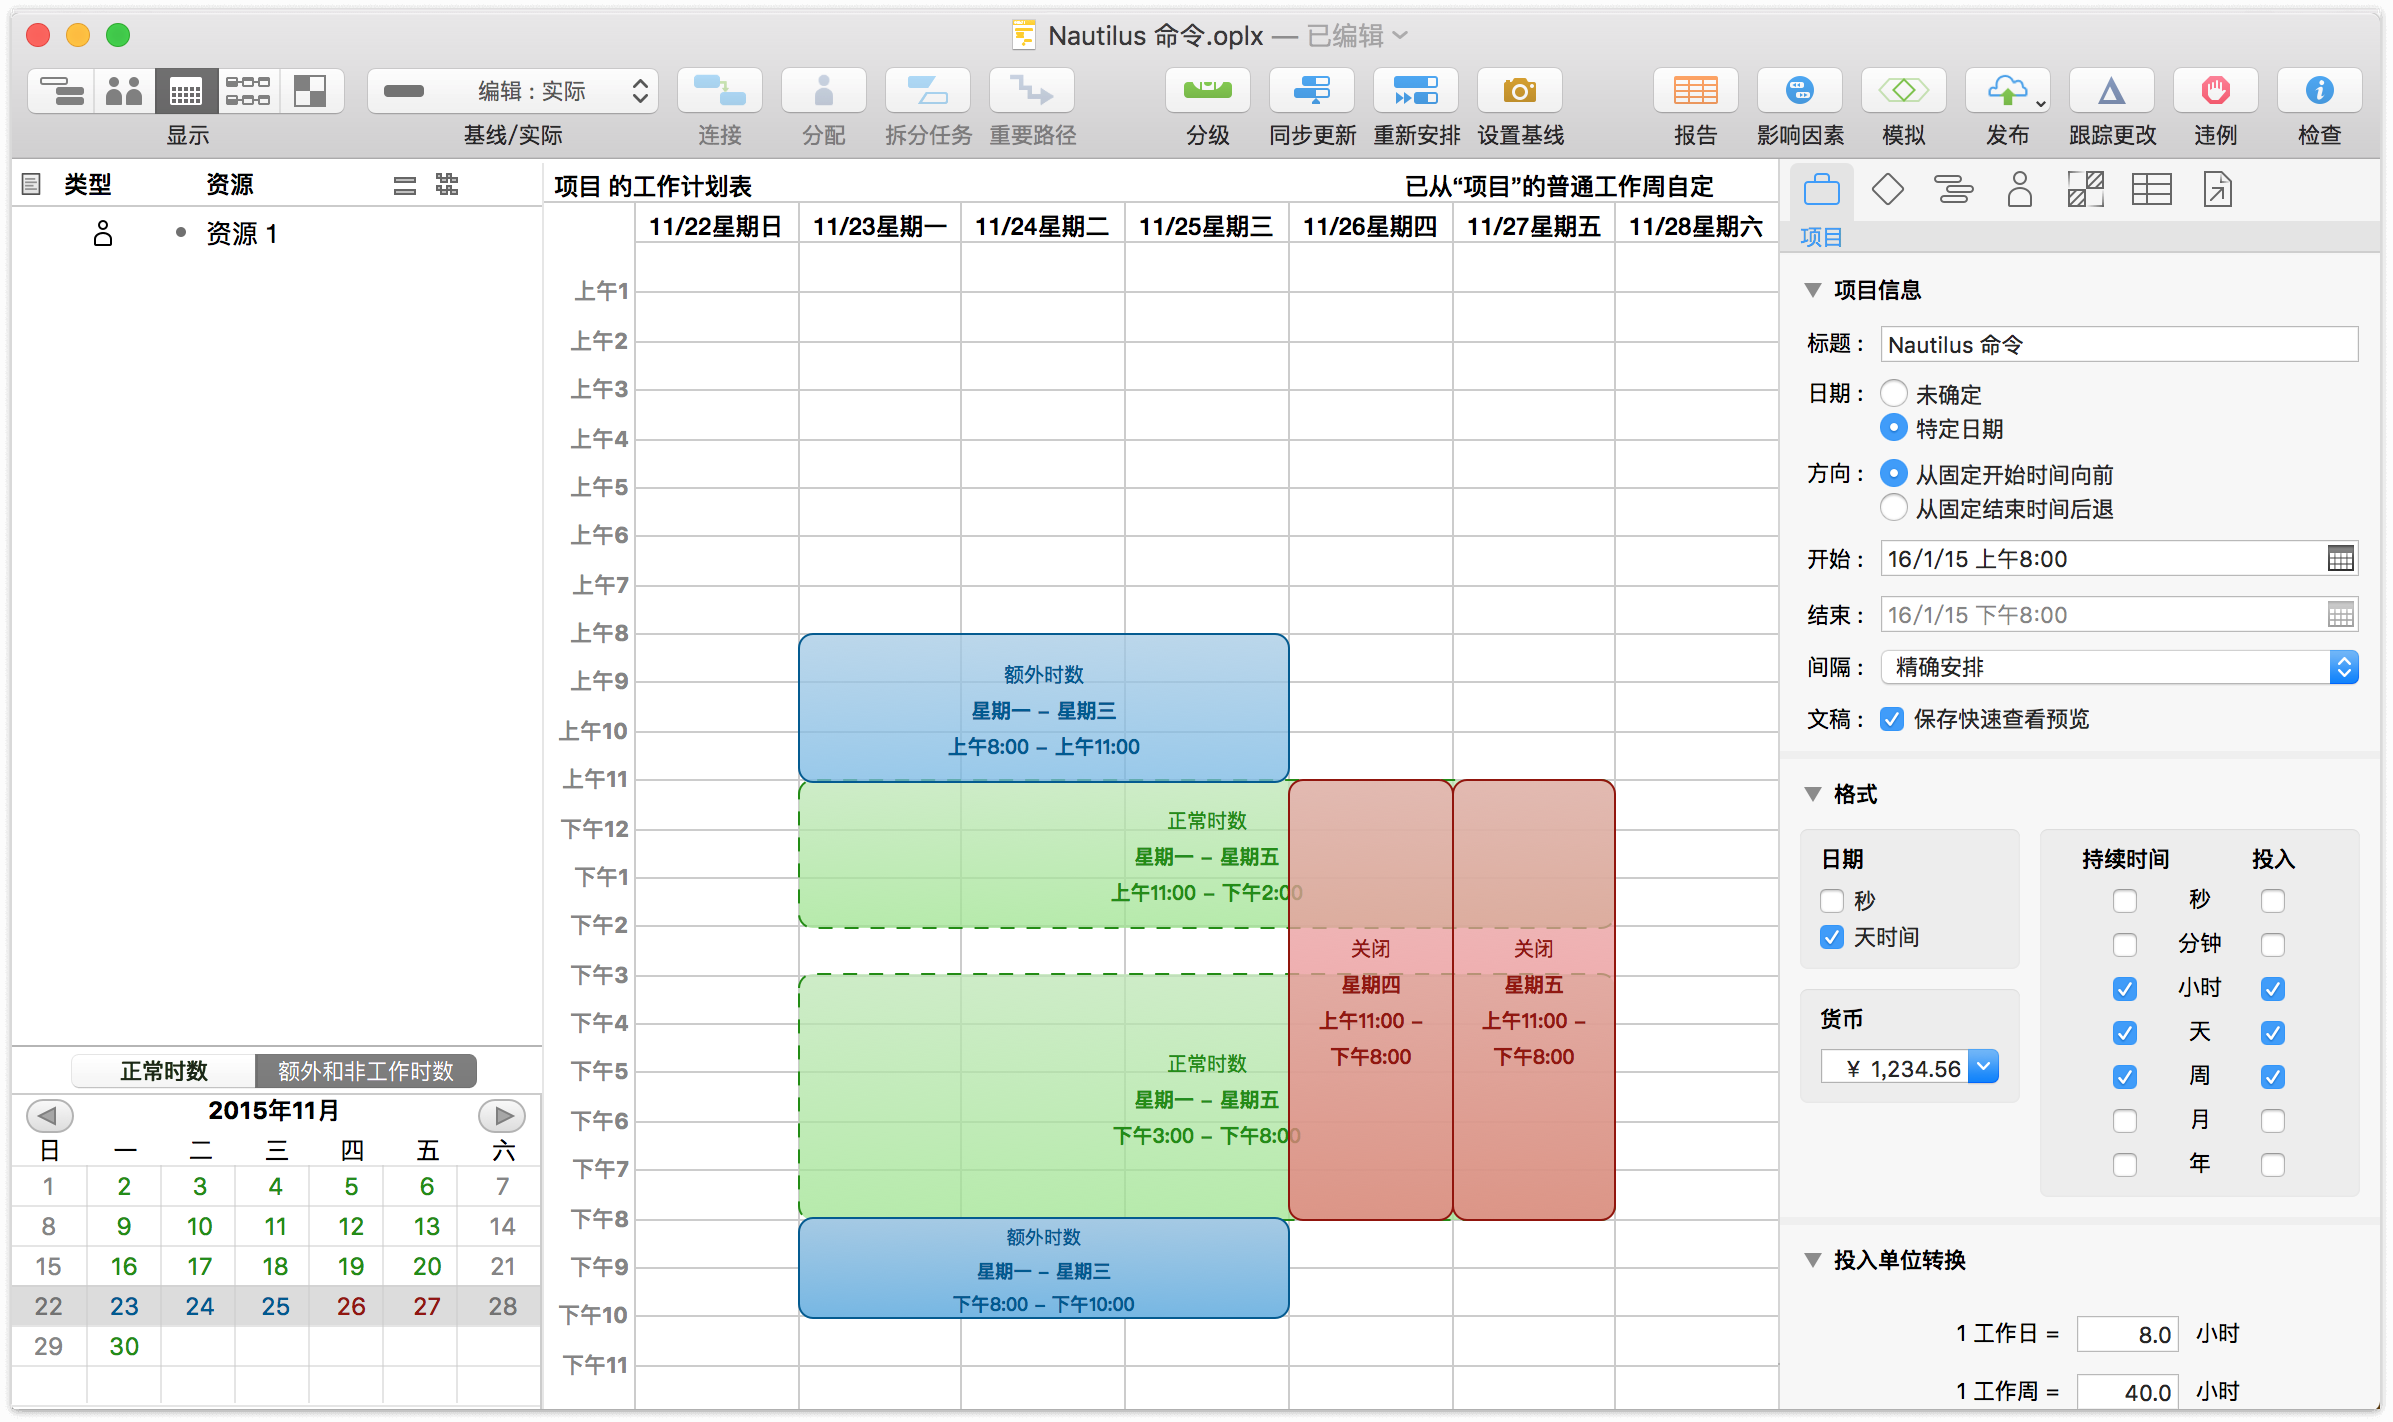 Nautilus 命令.oplx — 已编辑
编辑：实际
显示
基线/实际
连接
分配
拆分任务
重要路径
分级
同步更新
重新安排
设置基线
报告
影响因素
模拟
发布
跟踪更改
违例
检查
类型 资源
资源 1
项目 的工作计划表
已从“项目”的普通工作周自定
11/22星期日 11/23星期一 11/24星期二 11/25星期三 11/26星期四 11/27星期五 11/28星期六
上午1
上午2
上午3
上午4
上午5
上午6
上午7
上午8
上午9
上午10
上午11
下午12
下午1
下午2
下午3
下午4
下午5
下午6
下午7
下午8
下午9
下午10
下午11
额外时数
星期一 – 星期三
上午8:00 – 上午11:00
正常时数
星期一 – 星期五
上午11:00 – 下午2:00
关闭
星期四
上午11:00 –
下午8:00
关闭
星期五
上午11:00 –
下午8:00
正常时数
星期一 – 星期五
下午3:00 – 下午8:00
额外时数
星期一 – 星期三
下午8:00 – 下午10:00
正常时数 额外和非工作时数
2015年11月
日 一 二 三 四 五 六
1 2 3 4 5 6 7
8 9 10 11 12 13 14
15 16 17 18 19 20 21
22 23 24 25 26 27 28
29 30
项目
项目信息
标题： Nautilus 命令
日期： 未确定
特定日期
方向： 从固定开始时间向前
从固定结束时间后退
开始： 16/1/15 上午8:00
结束： 16/1/15 下午8:00
间隔： 精确安排
文稿： 保存快速查看预览
格式
日期
秒
天时间
货币
¥ 1,234.56
持续时间 投入
秒
分钟
小时
天
周
月
年
投入单位转换
1 工作日 = 8.0 小时
1 工作周 = 40.0 小时